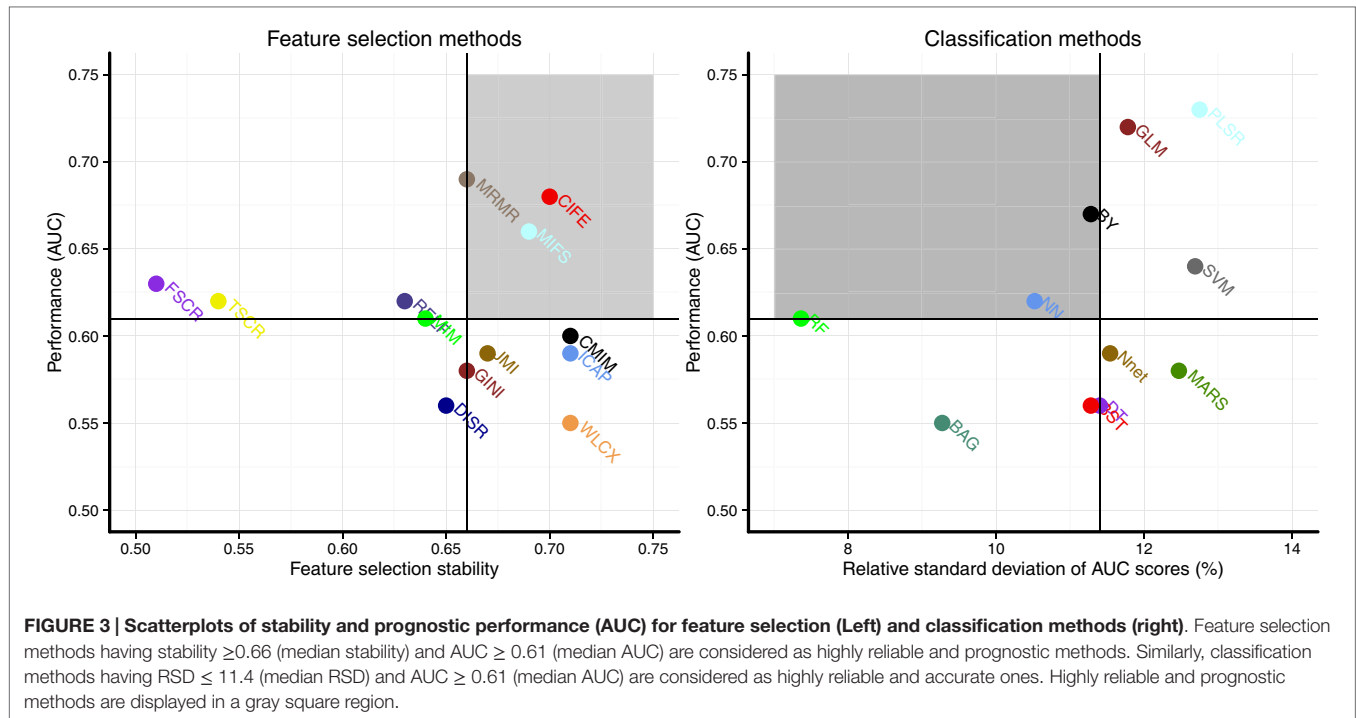 Feature selection methods
0.75
0.70
0.65
0.60
0.55
0.50
Performance (AUC)
MRMR
CIFE
MIFS
FSCR
TSCR
RELF
MIM
CMIM
JMI
ICAP
GINI
DISR
WLCX
0.50
0.55
0.60
0.65
0.70
0.75
Feature selection stability
Classification methods
0.75
0.70
0.65
0.60
0.55
0.50
Performance (AUC)
PLSR
GLM
BY
SVM
NN
RF
Nnet
MARS
DT
BST
BAG
8
10
12
14
Relative standard deviation of AUC scores (%)
FIGURE 3 | Scatterplots of stability and prognostic performance (AUC) for feature selection (Left) and classification methods (right). Feature selection
methods having stability ≥0.66 (median stability) and AUC ≥ 0.61 (median AUC) are considered as highly reliable and prognostic methods. Similarly, classification
methods having RSD ≤ 11.4 (median RSD) and AUC ≥ 0.61 (median AUC) are considered as highly reliable and accurate ones. Highly reliable and prognostic
methods are displayed in a gray square region.